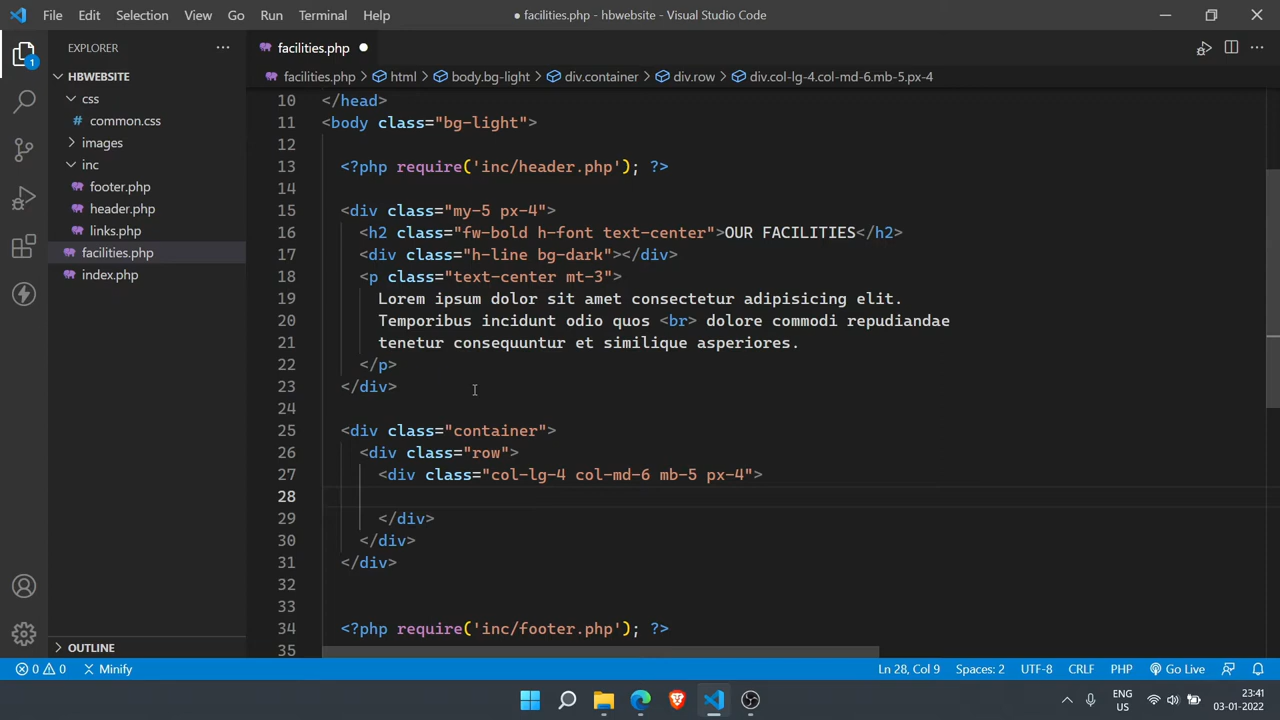 File Edit Selection View Go Run Terminal Help ● facilities.php - hbwebsite - Visual Studio Code
EXPLORER
facilities.php
HBWEBSITE
css
# common.css
images
inc
footer.php
header.php
links.php
facilities.php
index.php
OUTLINE
1
facilities.php > html > body.bg-light > div.container > div.row > div.col-lg-4.col-md-6.mb-5.px-4
10 </head>
11 <body class="bg-light">
12
13 <?php require('inc/header.php'); ?>
14
15 <div class="my-5 px-4">
16 <h2 class="fw-bold h-font text-center">OUR FACILITIES</h2>
17 <div class="h-line bg-dark"></div>
18 <p class="text-center mt-3">
19 Lorem ipsum dolor sit amet consectetur adipisicing elit.
20 Temporibus incidunt odio quos <br> dolore commodi repudiandae
21 tenetur consequuntur et similique asperiores.
22 </p>
23 </div>
24
25 <div class="container">
26 <div class="row">
27 <div class="col-lg-4 col-md-6 mb-5 px-4">
28
29 </div>
30 </div>
31 </div>
32
33
34 <?php require('inc/footer.php'); ?>
35
0 0 Minify Ln 28, Col 9 Spaces: 2 UTF-8 CRLF PHP Go Live
ENG US 23:41 03-01-2022